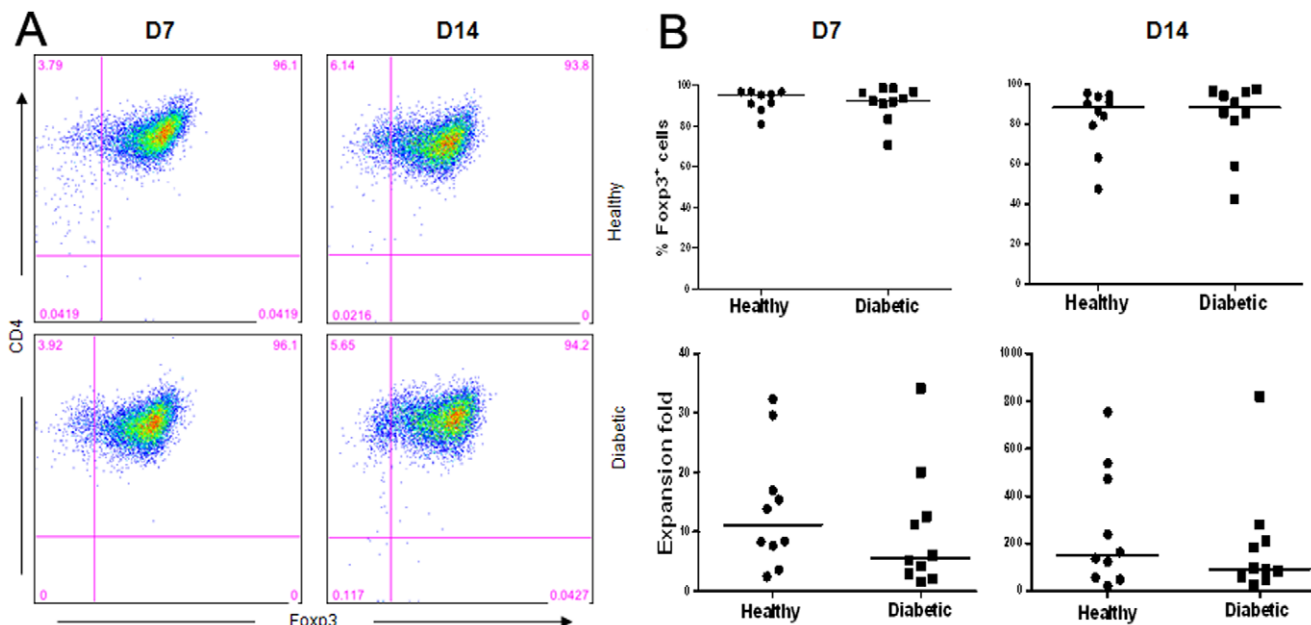 A
D7
D14
B
D7
D14
3.79
96.1
6.14
93.8
0.0419
0.0419
0.0216
0
Healthy
3.92
96.1
5.65
94.2
0
0
0.117
0.0427
Diabetic
CD4
Foxp3
% Foxp3+ cells
100
80
60
40
20
0
Healthy
Diabetic
100
80
60
40
20
0
Healthy
Diabetic
Expansion fold
40
30
20
10
0
Healthy
Diabetic
1000
800
600
400
200
0
Healthy
Diabetic